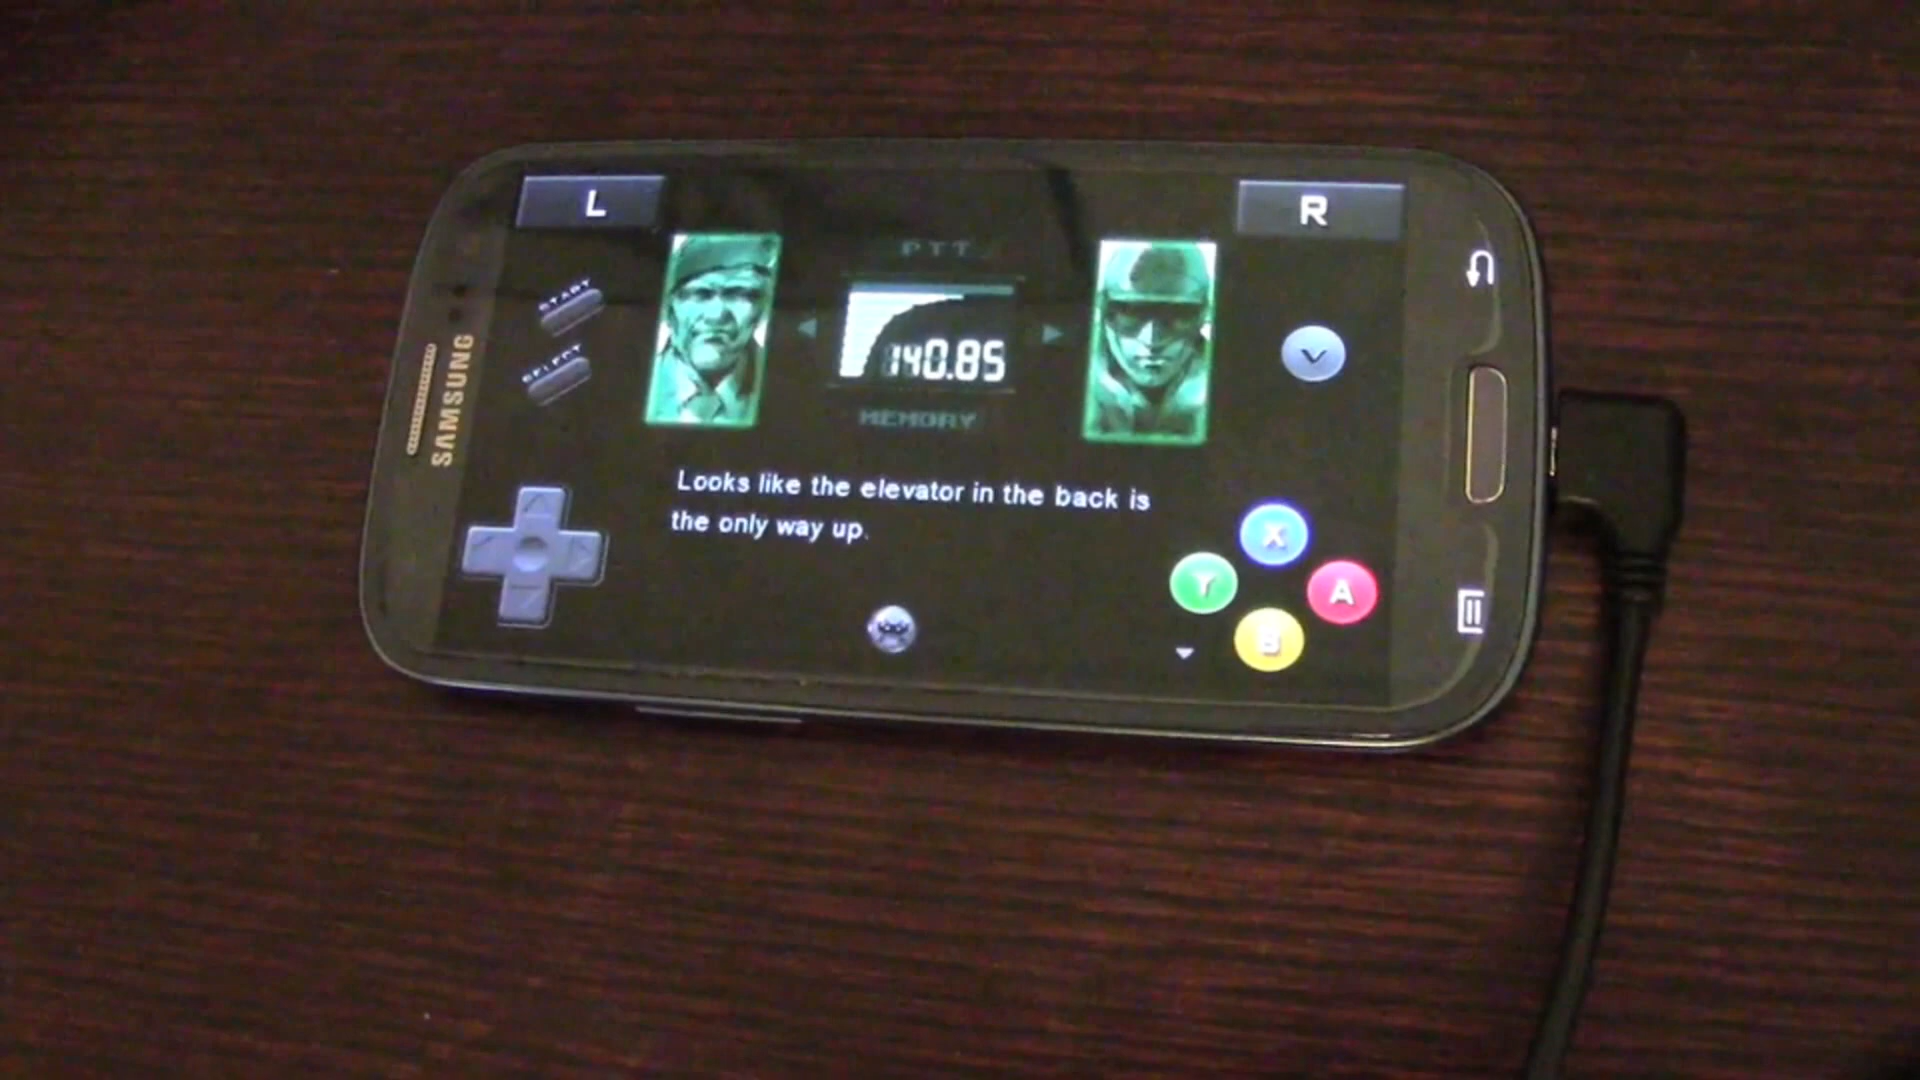 L
R
PTT
START
SELECT
140.85
V
MEMORY
SAMSUNG
Looks like the elevator in the back is
the only way up.
X
Y
A
B